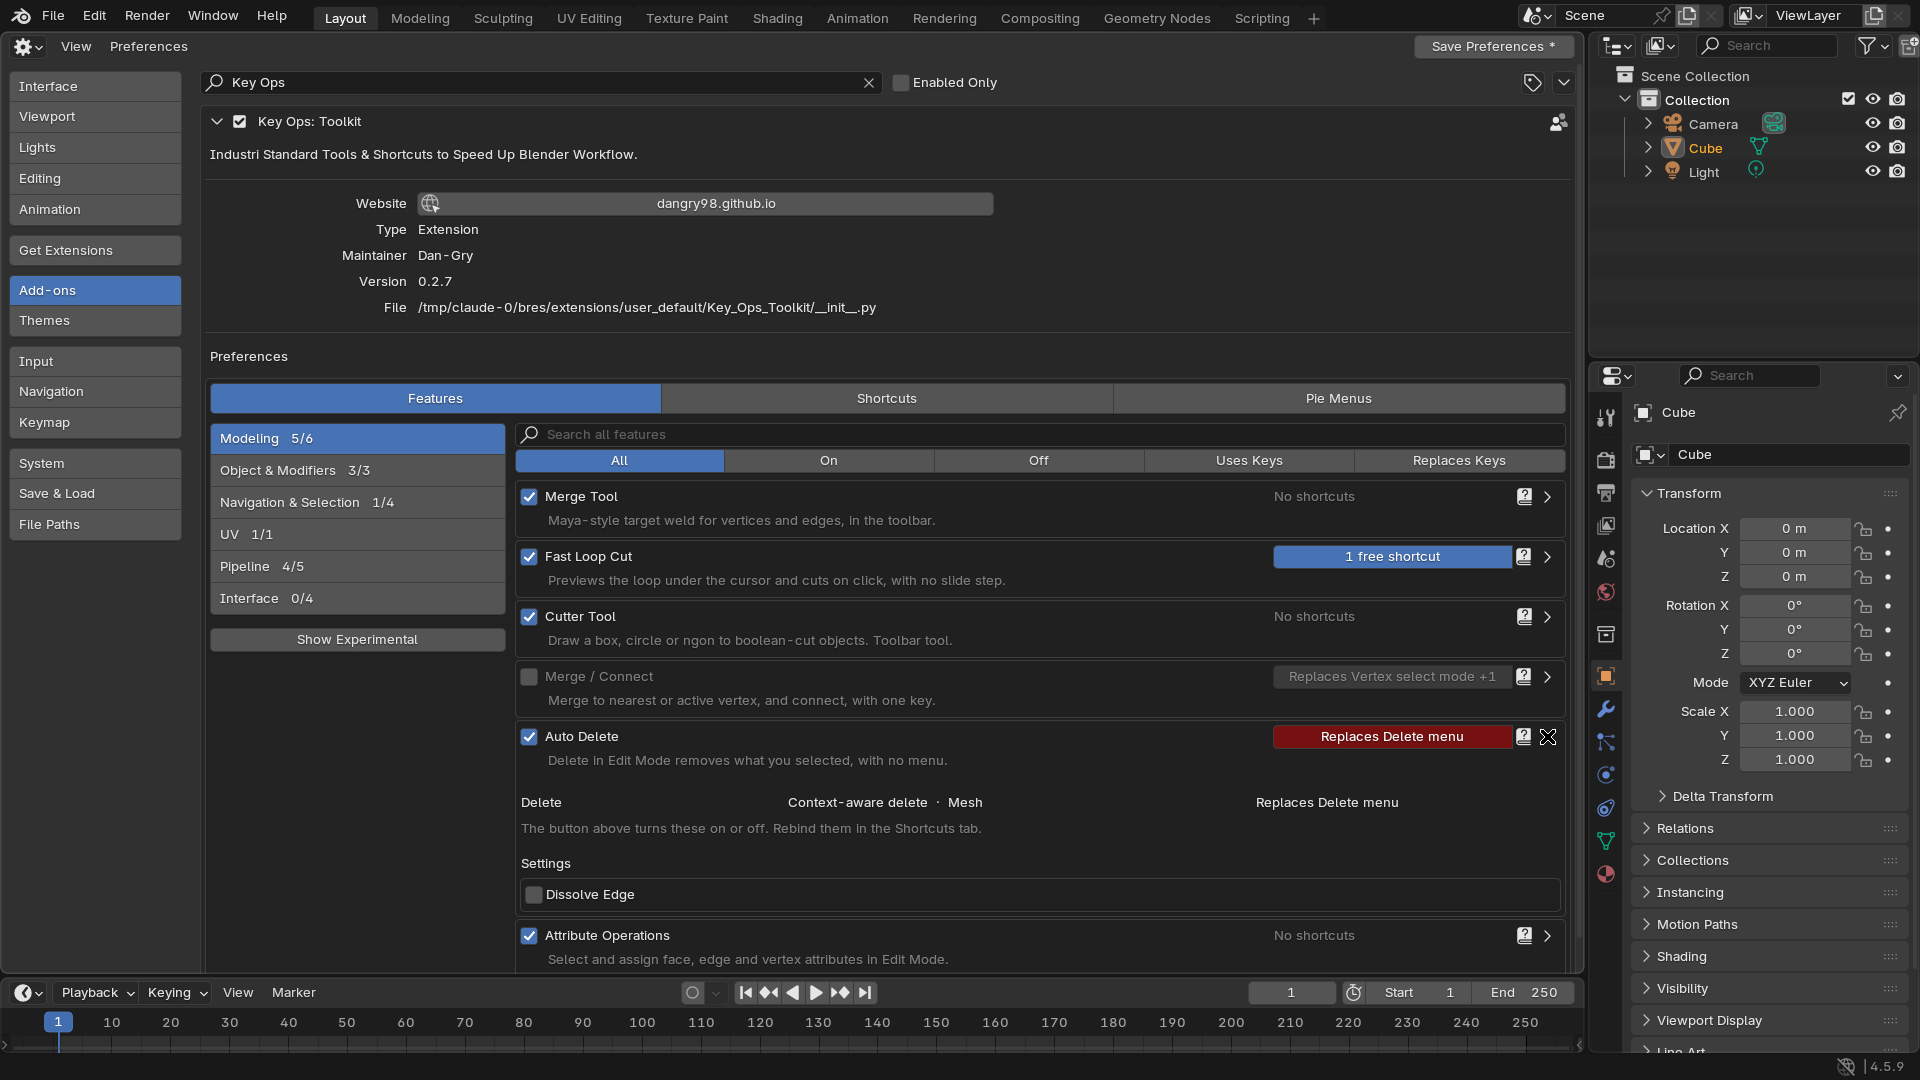 File Edit Render Window Help Layout Modeling Sculpting UV Editing Texture Paint Shading Animation Rendering Compositing Geometry Nodes Scripting Scene ViewLayer
View Preferences Save Preferences *
Interface
Viewport
Lights
Editing
Animation
Get Extensions
Add-ons
Themes
Input
Navigation
Keymap
System
Save & Load
File Paths
Key Ops Enabled Only
Key Ops: Toolkit
Industri Standard Tools & Shortcuts to Speed Up Blender Workflow.
Website dangry98.github.io
Type Extension
Maintainer Dan-Gry
Version 0.2.7
File /tmp/claude-0/bres/extensions/user_default/Key_Ops_Toolkit/__init__.py
Preferences
Features Shortcuts Pie Menus
Modeling 5/6
Object & Modifiers 3/3
Navigation & Selection 1/4
UV 1/1
Pipeline 4/5
Interface 0/4
Show Experimental
Search all features
All On Off Uses Keys Replaces Keys
Merge Tool No shortcuts
Maya-style target weld for vertices and edges, in the toolbar.
Fast Loop Cut 1 free shortcut
Previews the loop under the cursor and cuts on click, with no slide step.
Cutter Tool No shortcuts
Draw a box, circle or ngon to boolean-cut objects. Toolbar tool.
Merge / Connect Replaces Vertex select mode +1
Merge to nearest or active vertex, and connect, with one key.
Auto Delete Replaces Delete menu
Delete in Edit Mode removes what you selected, with no menu.
Delete Context-aware delete · Mesh Replaces Delete menu
The button above turns these on or off. Rebind them in the Shortcuts tab.
Settings
Dissolve Edge
Attribute Operations No shortcuts
Select and assign face, edge and vertex attributes in Edit Mode.
Search
Scene Collection
Collection
Camera
Cube
Light
Search
Cube
Cube
Transform
Location X 0 m
Y 0 m
Z 0 m
Rotation X 0°
Y 0°
Z 0°
Mode XYZ Euler
Scale X 1.000
Y 1.000
Z 1.000
Delta Transform
Relations
Collections
Instancing
Motion Paths
Shading
Visibility
Viewport Display
Line Art
Playback Keying View Marker 1 Start 1 End 250
1 10 20 30 40 50 60 70 80 90 100 110 120 130 140 150 160 170 180 190 200 210 220 230 240 250
4.5.9